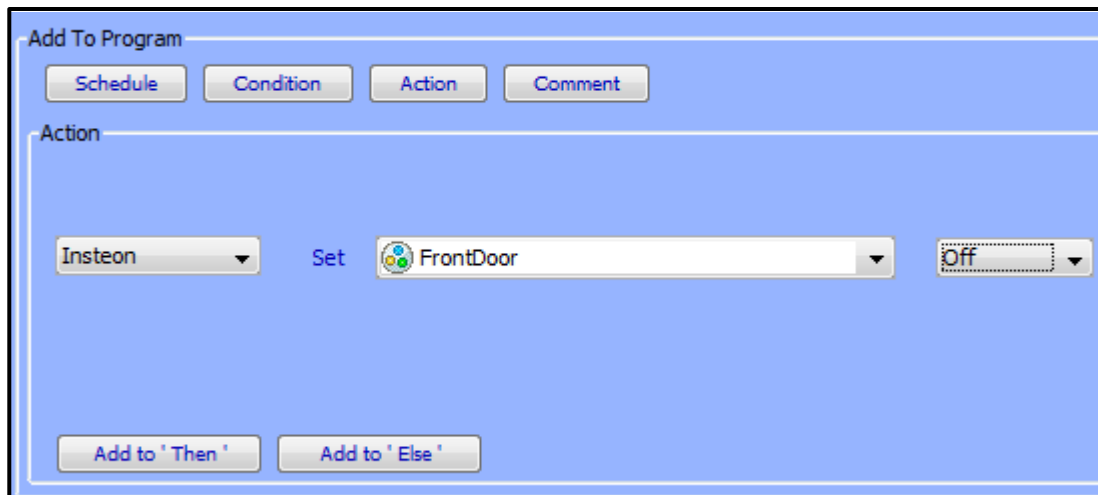 Add To Program
Schedule Condition Action Comment
Action
Insteon Set FrontDoor Off
Add to ' Then ' Add to ' Else '